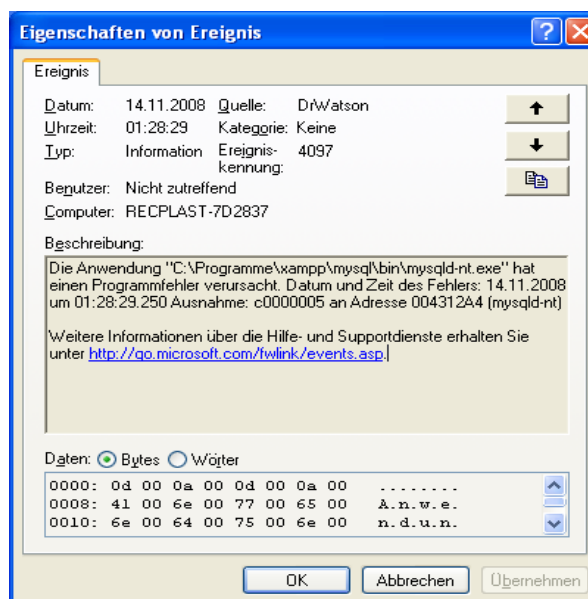 Eigenschaften von Ereignis
Ereignis
Datum: 14.11.2008 Quelle: DrWatson
Uhrzeit: 01:28:29 Kategorie: Keine
Typ: Information Ereignis-kennung: 4097
Benutzer: Nicht zutreffend
Computer: RECPLAST-7D2837
Beschreibung:
Die Anwendung "C:\Programme\xampp\mysql\bin\mysqld-nt.exe" hat
einen Programmfehler verursacht. Datum und Zeit des Fehlers: 14.11.2008
um 01:28:29.250 Ausnahme: c0000005 an Adresse 004312A4 (mysqld-nt)
Weitere Informationen über die Hilfe- und Supportdienste erhalten Sie
unter http://go.microsoft.com/fwlink/events.asp.
Daten: Bytes Wörter
0000: 0d 00 0a 00 0d 00 0a 00 ........
0008: 41 00 6e 00 77 00 65 00 A.n.w.e.
0010: 6e 00 64 00 75 00 6e 00 n.d.u.n.
OK Abbrechen Übernehmen